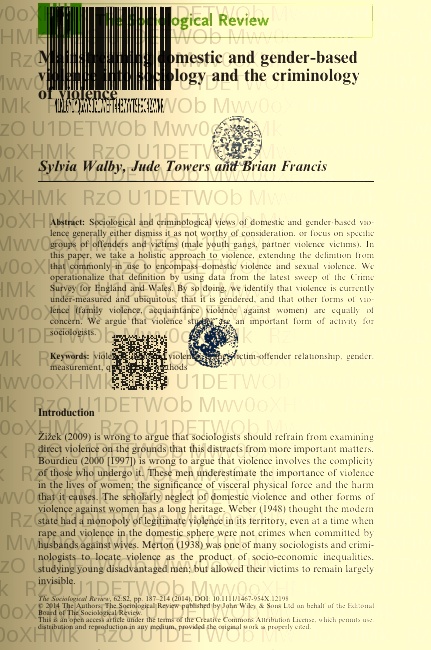 The Sociological Review
Mainstreaming domestic and gender-based
violence into sociology and the criminology
of violence
Sylvia Walby, Jude Towers and Brian Francis
Abstract: Sociological and criminological views of domestic and gender-based vio-
lence generally either dismiss it as not worthy of consideration, or focus on specific
groups of offenders and victims (male youth gangs, partner violence victims). In
this paper, we take a holistic approach to violence, extending the definition from
that commonly in use to encompass domestic violence and sexual violence. We
operationalize that definition by using data from the latest sweep of the Crime
Survey for England and Wales. By so doing, we identify that violence is currently
under-measured and ubiquitous; that it is gendered, and that other forms of vio-
lence (family violence, acquaintance violence against women) are equally of
concern. We argue that violence studies are an important form of activity for
sociologists.
Keywords: victim-offender relationship, gender,
measurement, methods
Introduction
Žižek (2009) is wrong to argue that sociologists should refrain from examining
direct violence on the grounds that this distracts from more important matters.
Bourdieu (2000 [1997]) is wrong to argue that violence involves the complicity
of those who undergo it. These men underestimate the importance of violence
in the lives of women; the significance of visceral physical force and the harm
that it causes. The scholarly neglect of domestic violence and other forms of
violence against women has a long heritage. Weber (1948) thought the modern
state had a monopoly of legitimate violence in its territory, even at a time when
rape and violence in the domestic sphere were not crimes when committed by
husbands against wives. Merton (1938) was one of many sociologists and crimi-
nologists to locate violence as the product of socio-economic inequalities,
studying young disadvantaged men; but allowed their victims to remain largely
invisible.
The Sociological Review, 62:S2, pp. 187–214 (2014), DOI: 10.1111/1467-954X.12198
© 2014 The Authors. The Sociological Review published by John Wiley & Sons Ltd on behalf of the Editorial
Board of The Sociological Review.
This is an open access article under the terms of the Creative Commons Attribution License, which permits use,
distribution and reproduction in any medium, provided the original work is properly cited.